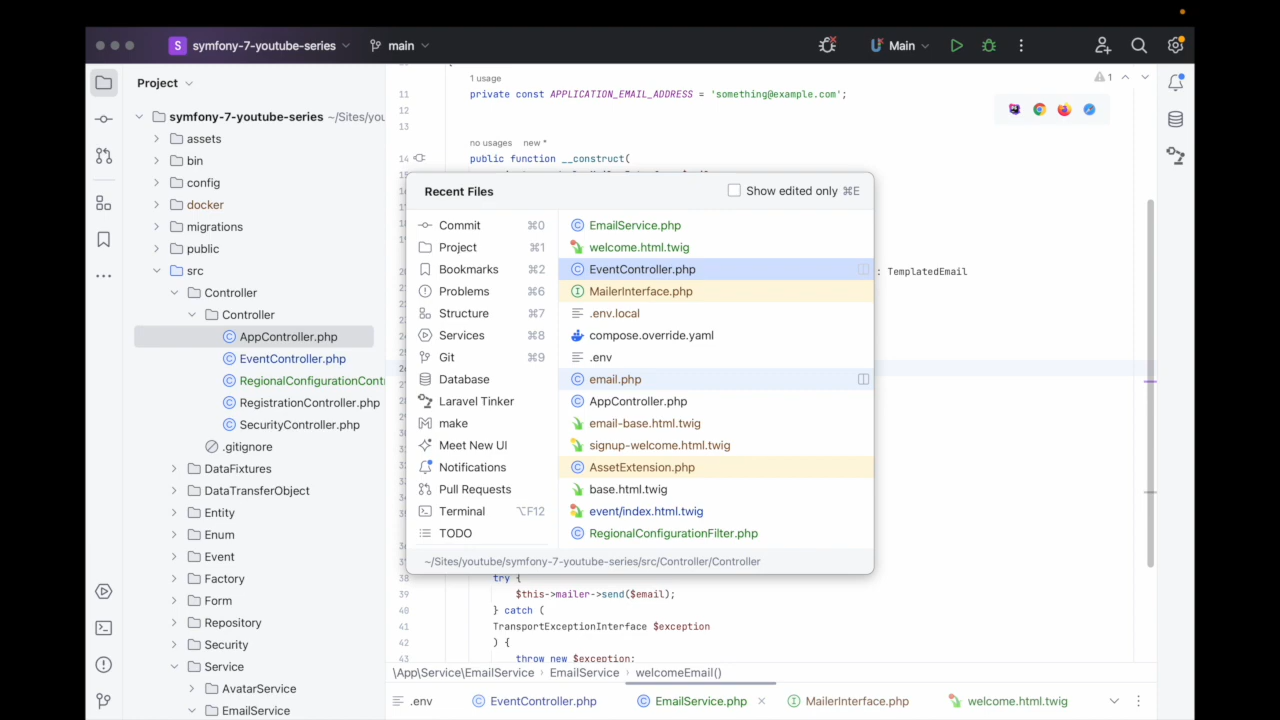 S symfony-7-youtube-series main Main
Project
symfony-7-youtube-series ~/Sites/you
assets
bin
config
docker
migrations
public
src
Controller
Controller
AppController.php
EventController.php
RegionalConfigurationCont
RegistrationController.php
SecurityController.php
.gitignore
DataFixtures
DataTransferObject
Entity
Enum
Event
Factory
Form
Repository
Security
Service
AvatarService
EmailService
1 usage
11 private const APPLICATION_EMAIL_ADDRESS = 'something@example.com';
12
13
no usages new *
14 public function __construct(
1
: TemplatedEmail
Recent Files
Show edited only ⌘E
Commit ⌘0
Project ⌘1
Bookmarks ⌘2
Problems ⌘6
Structure ⌘7
Services ⌘8
Git ⌘9
Database
Laravel Tinker
make
Meet New UI
Notifications
Pull Requests
Terminal ⌥F12
TODO
EmailService.php
welcome.html.twig
EventController.php
MailerInterface.php
.env.local
compose.override.yaml
.env
email.php
AppController.php
email-base.html.twig
signup-welcome.html.twig
AssetExtension.php
base.html.twig
event/index.html.twig
RegionalConfigurationFilter.php
~/Sites/youtube/symfony-7-youtube-series/src/Controller/Controller
38 try {
39 $this->mailer->send($email);
40 } catch (
41 TransportExceptionInterface $exception
42 ) {
43 throw new $exception;
\App\Service\EmailService › EmailService › welcomeEmail()
.env EventController.php EmailService.php MailerInterface.php welcome.html.twig